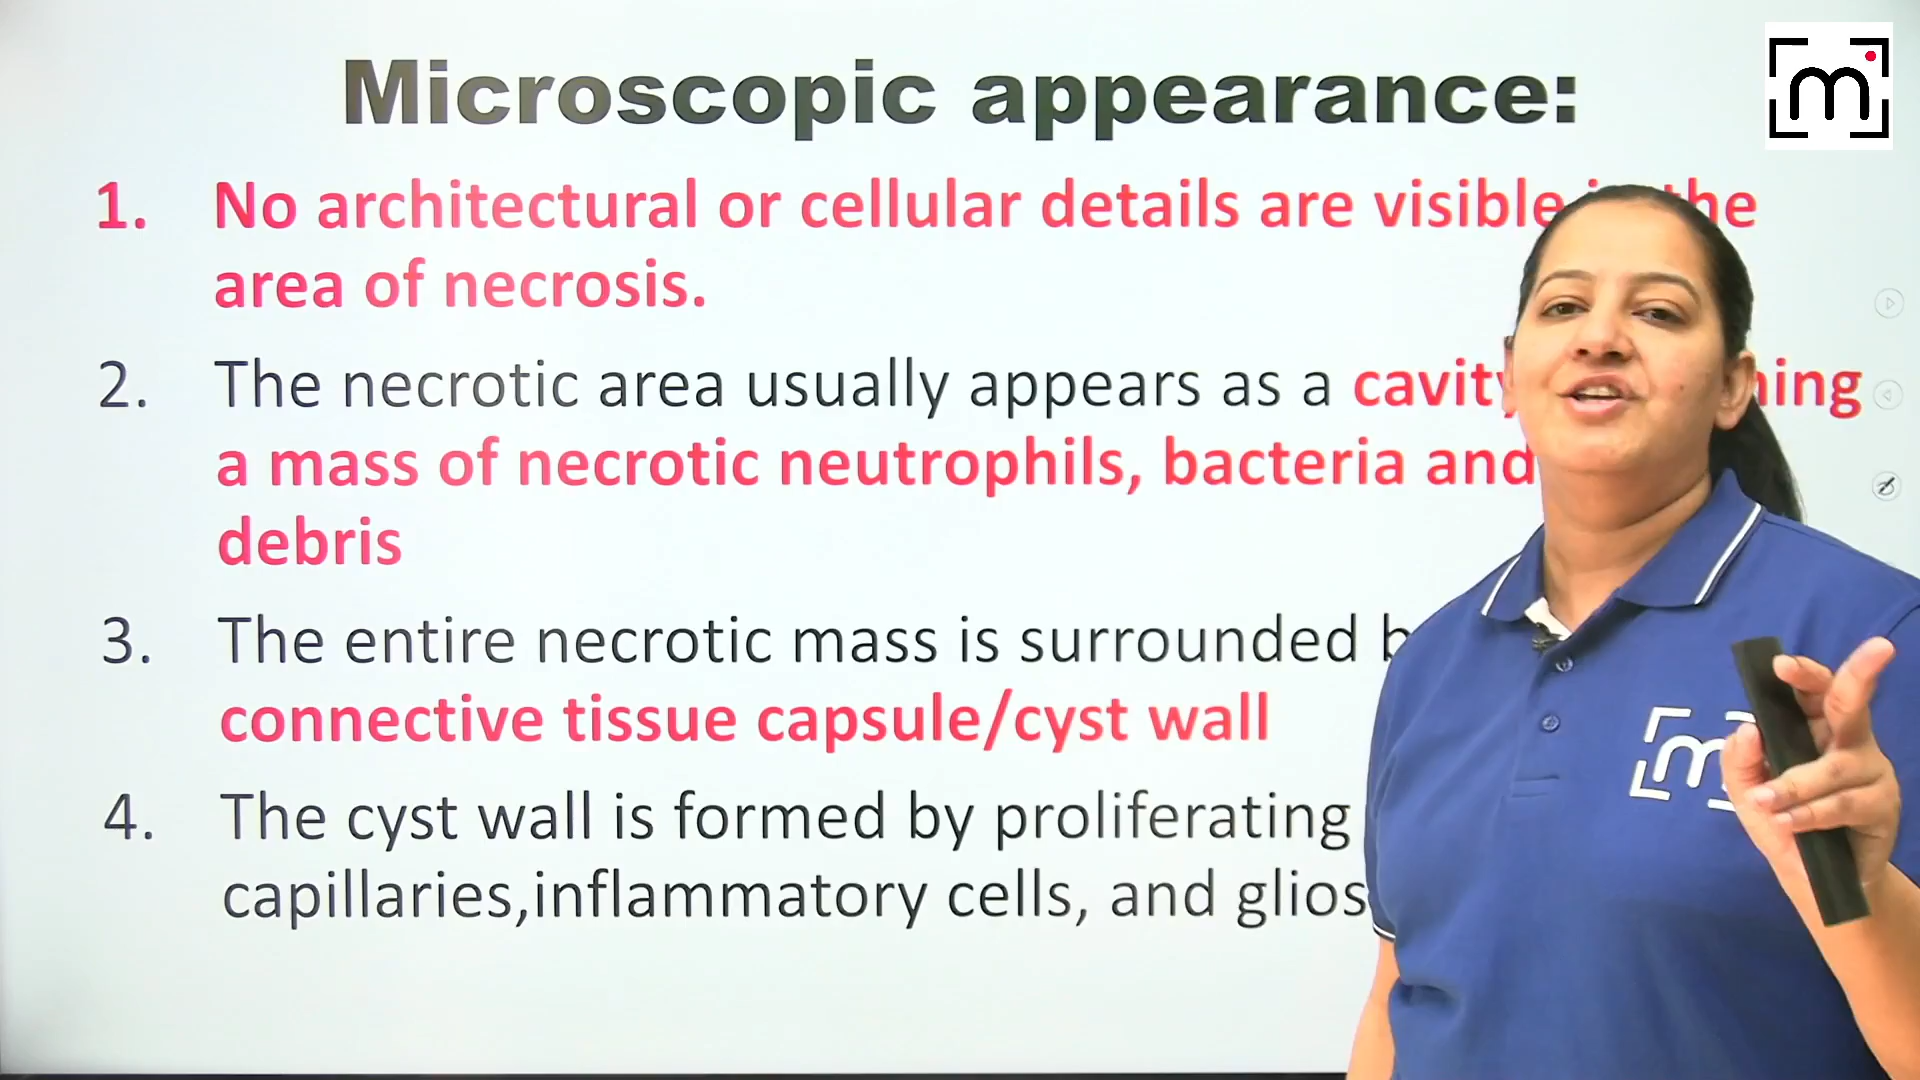 Microscopic appearance:
1. No architectural or cellular details are visible the
area of necrosis.
2. The necrotic area usually appears as a
a mass of necrotic neutrophils, bacteria and
debris
3. The entire necrotic mass is surrounded
connective tissue capsule/cyst wall
4. The cyst wall is formed by proliferating
capillaries,inflammatory cells, and
m
m